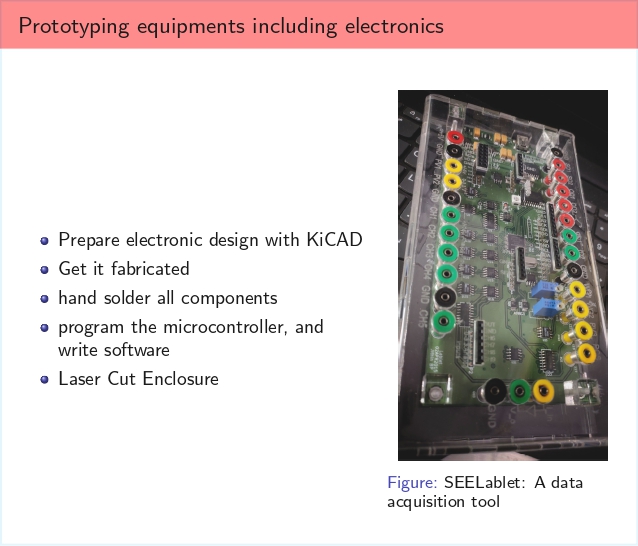 Prototyping equipments including electronics
Prepare electronic design with KiCAD
Get it fabricated
hand solder all components
program the microcontroller, and
write software
Laser Cut Enclosure
GND
Figure: SEELablet: A data
acquisition tool